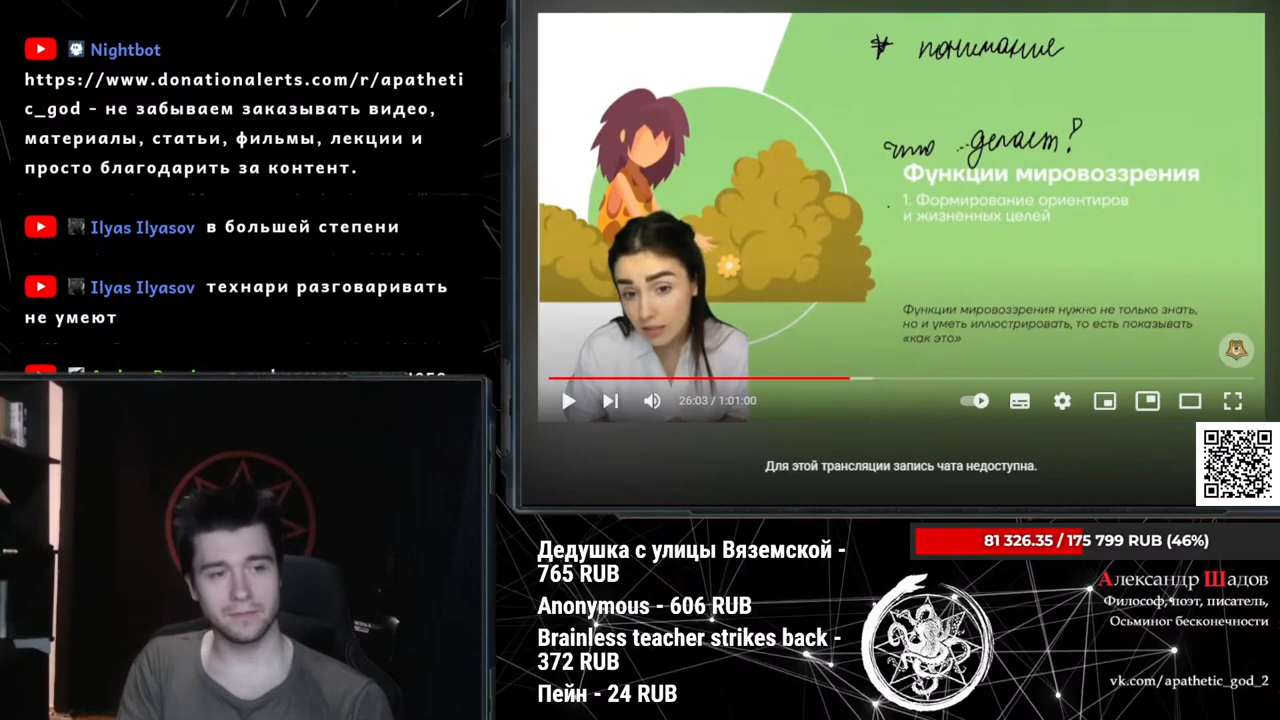 Nightbot
https://www.donationalerts.com/r/apatheti
c_god - не забываем заказывать видео,
материалы, статьи, фильмы, лекции и
просто благодарить за контент.
Ilyas Ilyasov в большей степени
Ilyas Ilyasov технари разговаривать
не умеют
* понимание
что делает?
Функции мировоззрения
1. Формирование ориентиров
и жизненных целей
Функции мировоззрения нужно не только знать,
но и уметь иллюстрировать, то есть показывать
«как это»
26:03 / 1:01:00
Для этой трансляции запись чата недоступна.
81 326.35 / 175 799 RUB (46%)
Дедушка с улицы Вяземской -
765 RUB
Anonymous - 606 RUB
Brainless teacher strikes back -
372 RUB
Пейн - 24 RUB
Александр Шадов
Философ, поэт, писатель,
Осьминог бесконечности
vk.com/apathetic_god_2